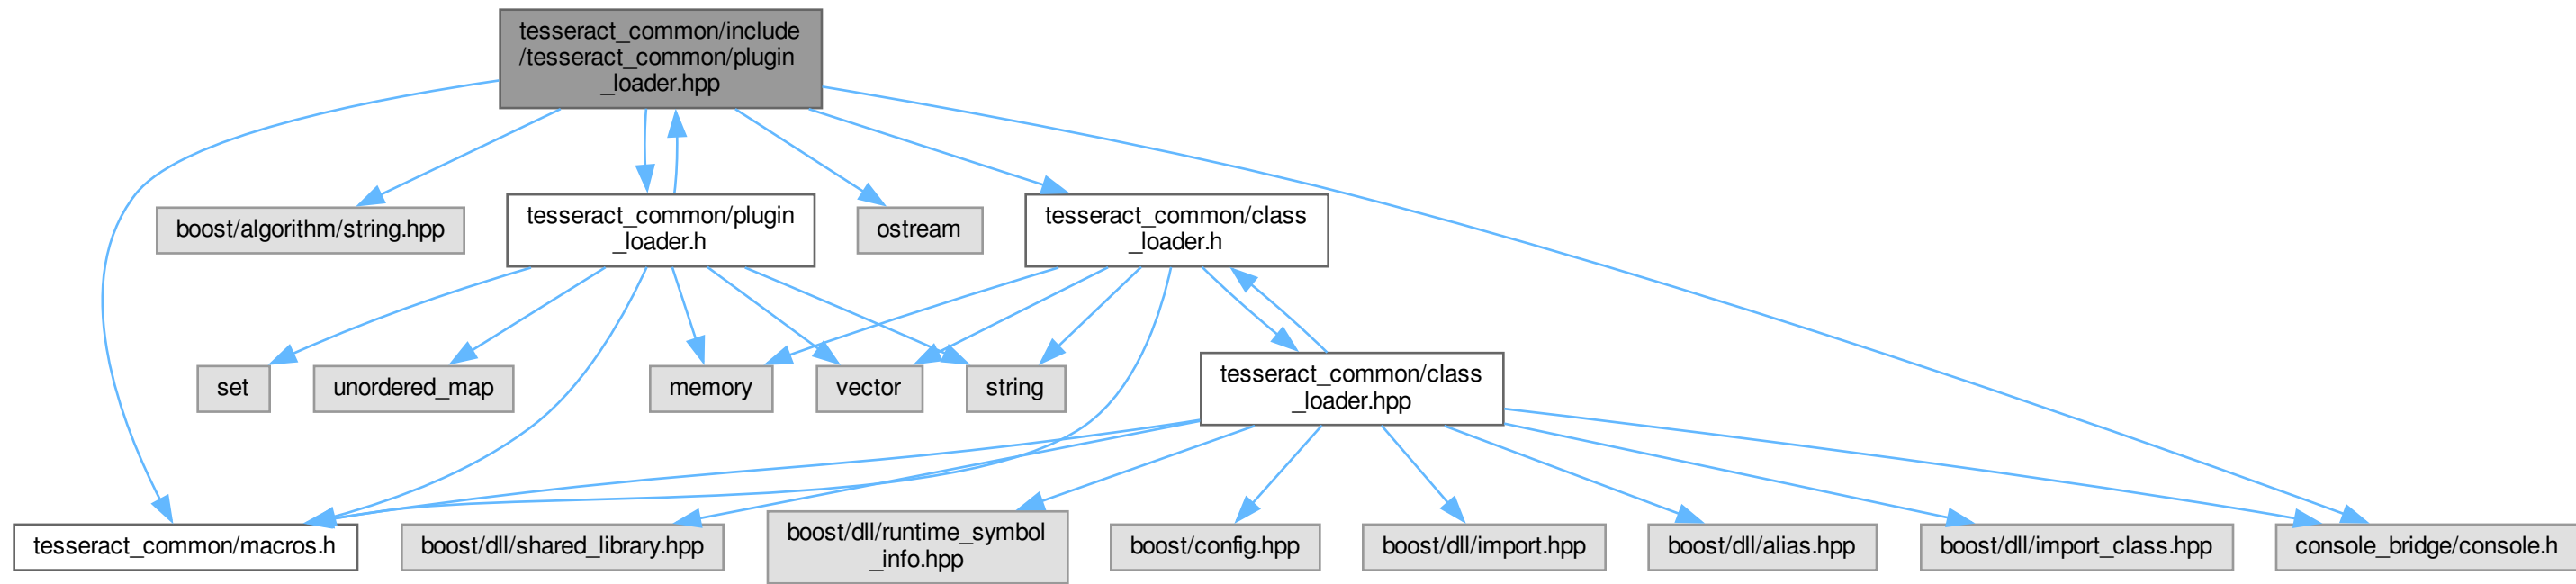 tesseract_common/include
/tesseract_common/plugin
_loader.hpp
boost/algorithm/string.hpp
tesseract_common/plugin
_loader.h
ostream
tesseract_common/class
_loader.h
set
unordered_map
memory
vector
string
tesseract_common/class
_loader.hpp
tesseract_common/macros.h
boost/dll/shared_library.hpp
boost/dll/runtime_symbol
_info.hpp
boost/config.hpp
boost/dll/import.hpp
boost/dll/alias.hpp
boost/dll/import_class.hpp
console_bridge/console.h